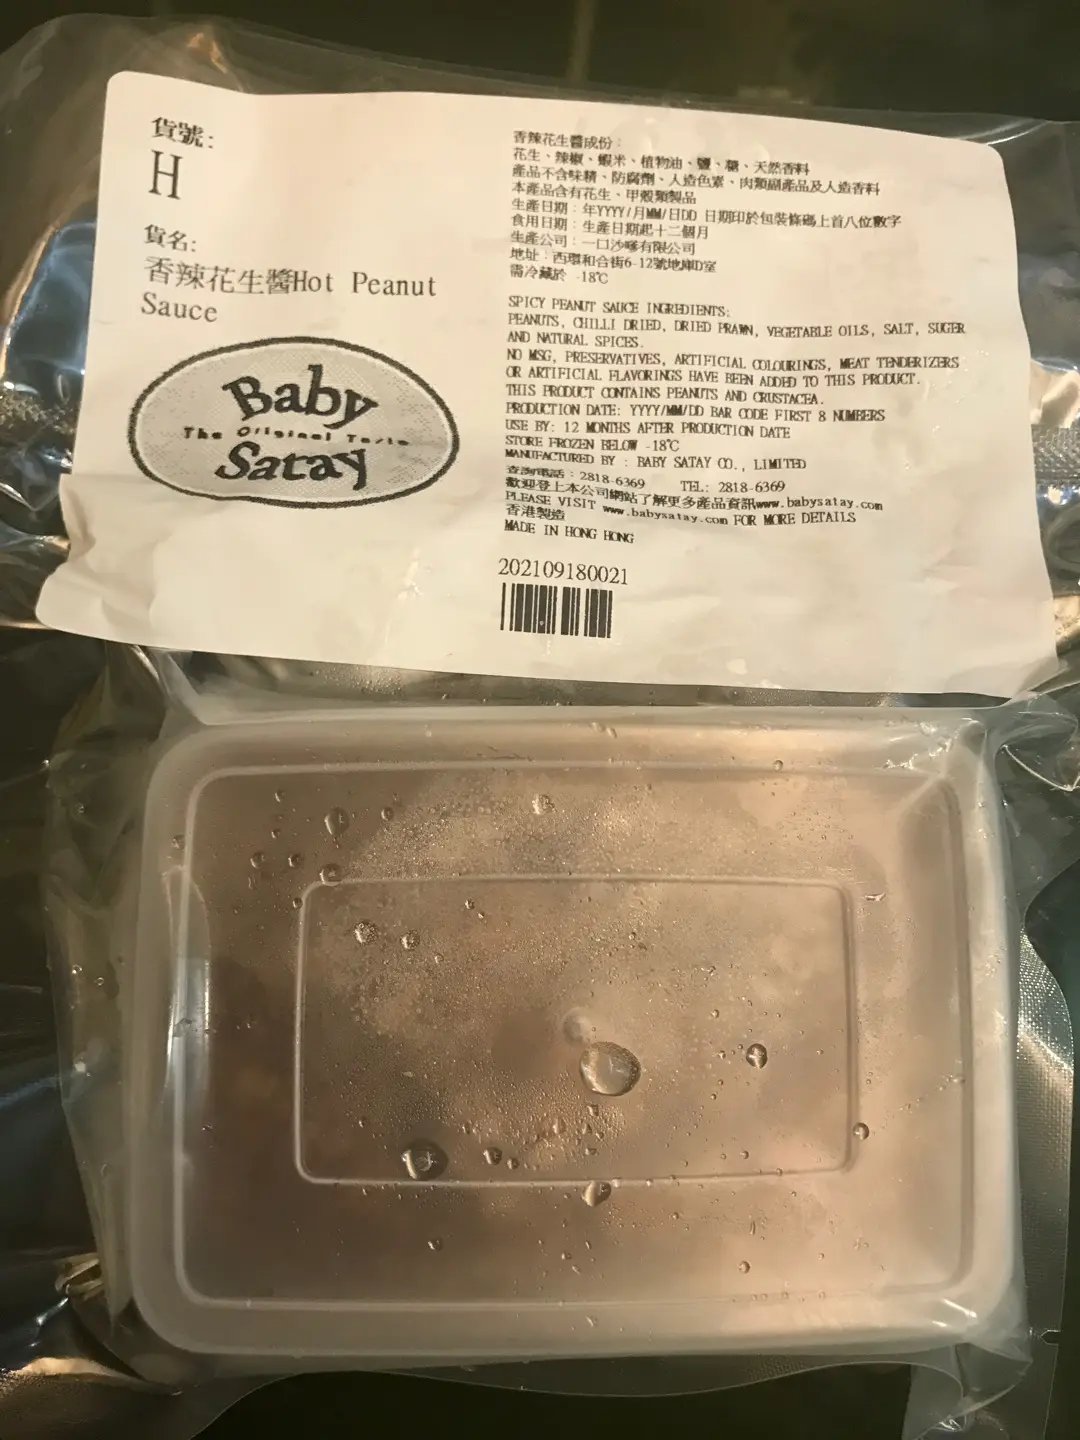 貨號:
H
貨名:
香辣花生醬Hot Peanut
Sauce
Baby
The Original Taste
Satay
香辣花生醬成份：
花生、辣椒、蝦米、植物油、鹽、糖、天然香料
產品不含味精、防腐劑、人造色素、肉類副產品及人造香料
本產品含有花生、甲殼類製品
生產日期：年YYYY/月MM/日DD 日期印於包裝條碼上首八位數字
食用日期：生產日期起十二個月
生產公司：一口沙嗲有限公司
地址：西環和合街6-12號地庫D室
需冷藏於 -18℃
SPICY PEANUT SAUCE INGREDIENTS:
PEANUTS, CHILLI DRIED, DRIED PRAWN, VEGETABLE OILS, SALT, SUGER
AND NATURAL SPICES.
NO MSG, PRESERVATIVES, ARTIFICIAL COLOURINGS, MEAT TENDERIZERS
OR ARTIFICIAL FLAVORINGS HAVE BEEN ADDED TO THIS PRODUCT.
THIS PRODUCT CONTAINS PEANUTS AND CRUSTACEA.
PRODUCTION DATE: YYYY/MM/DD BAR CODE FIRST 8 NUMBERS
USE BY: 12 MONTHS AFTER PRODUCTION DATE
STORE FROZEN BELOW -18℃
MANUFACTURED BY : BABY SATAY CO., LIMITED
查詢電話：2818-6369 TEL: 2818-6369
歡迎登上本公司網站了解更多產品資訊www.babysatay.com
PLEASE VISIT www.babysatay.com FOR MORE DETAILS
香港製造
MADE IN HONG HONG
202109180021